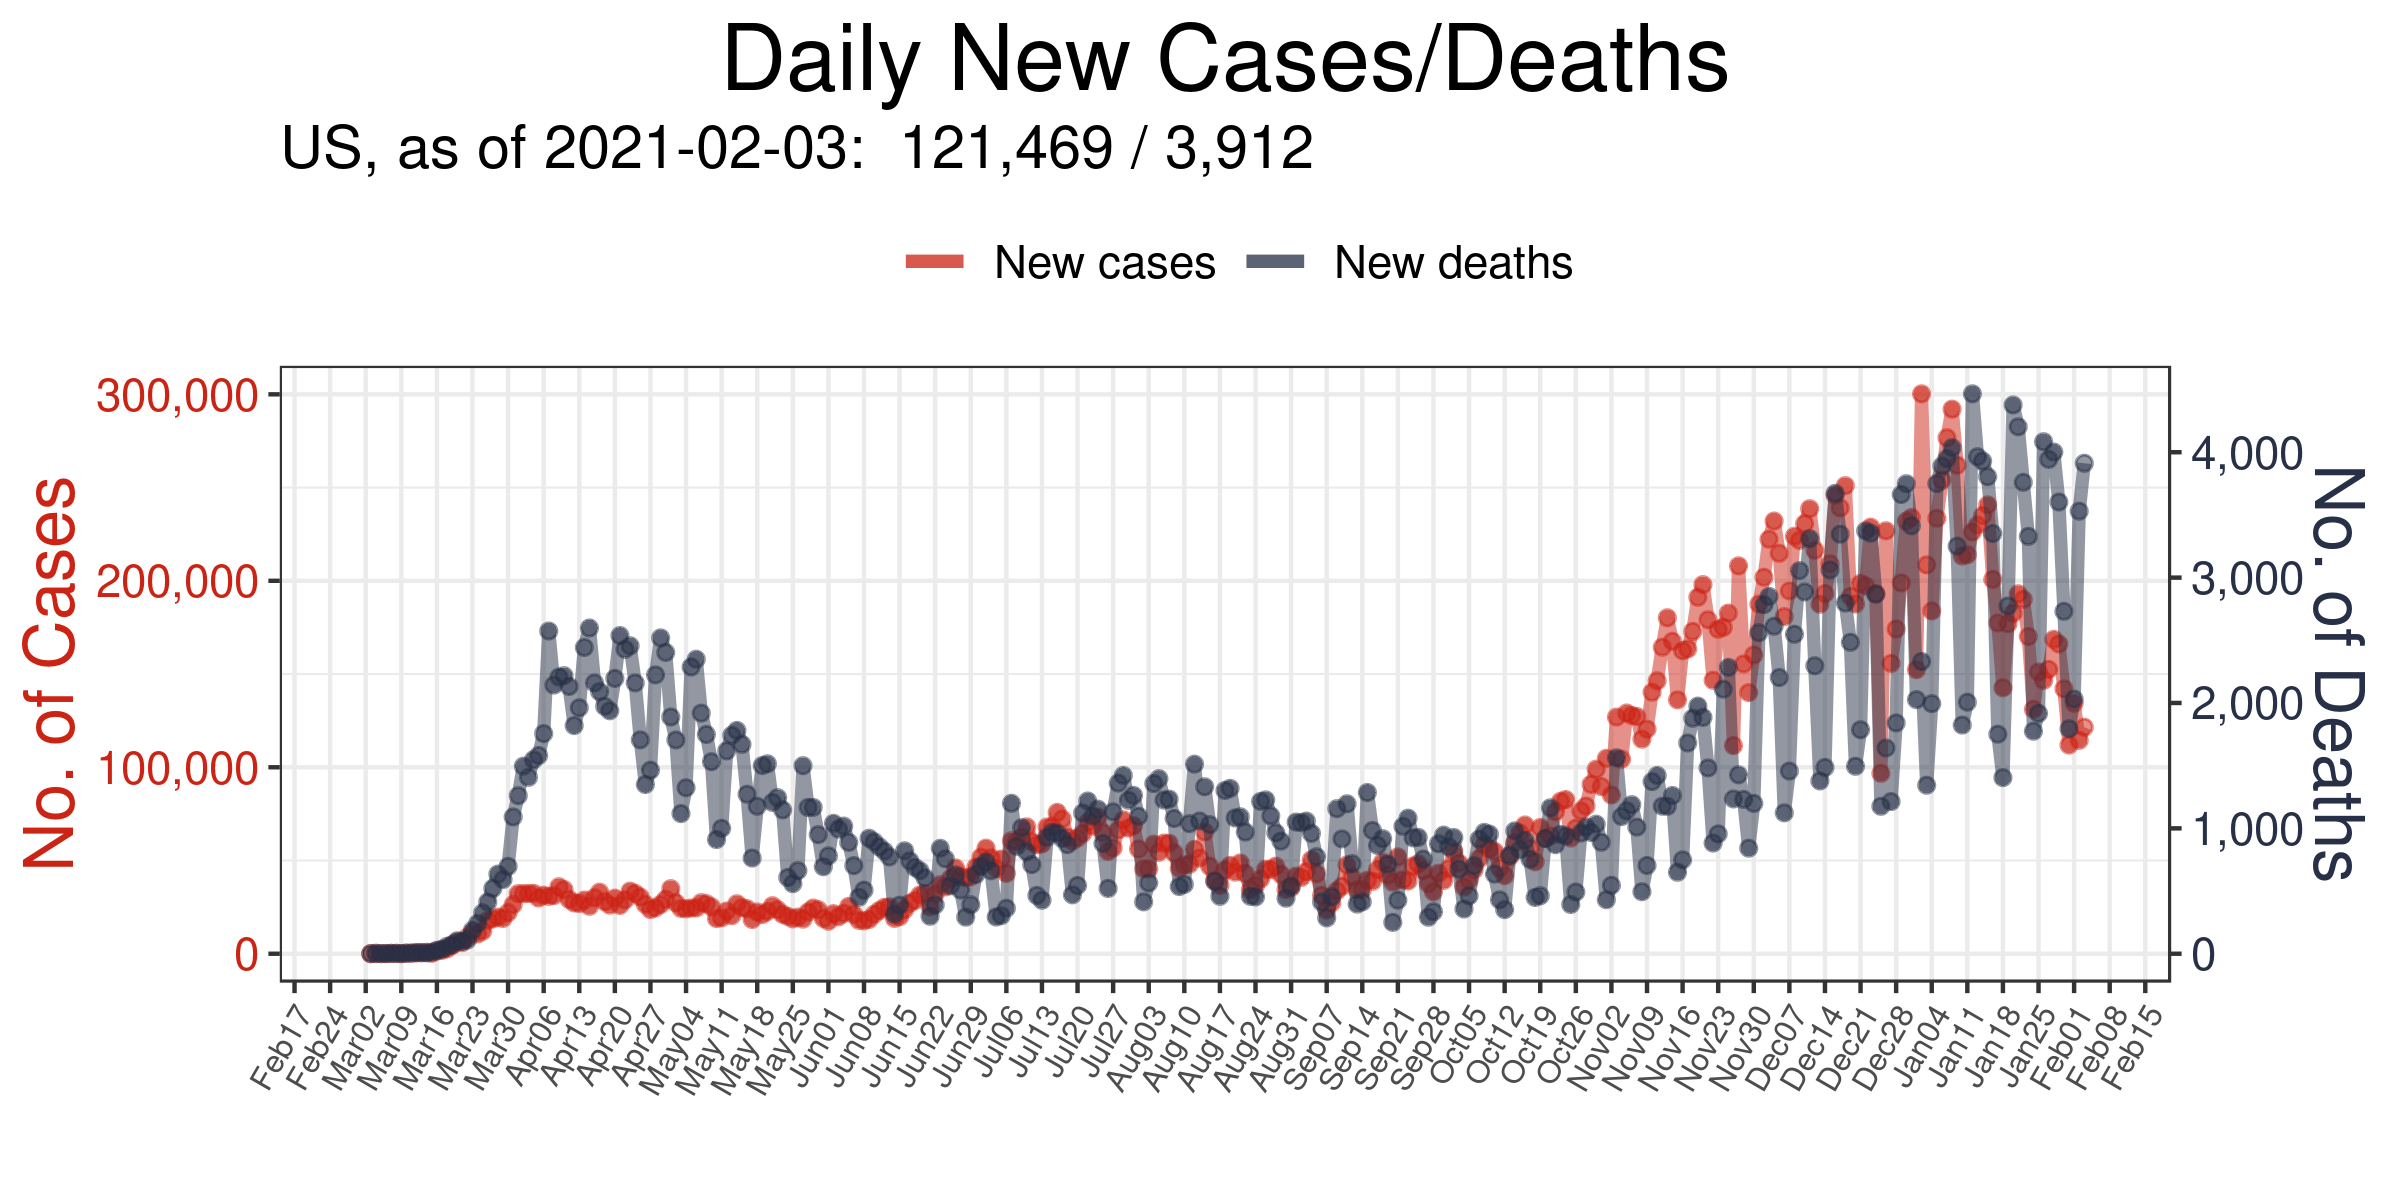 Daily New Cases/Deaths
US, as of 2021-02-03:  121,469 / 3,912
New cases
New deaths
No. of Cases
300,000
200,000
100,000
0
4,000
3,000
2,000
1,000
0
No. of Deaths
Feb17
Feb24
Mar02
Mar09
Mar16
Mar23
Mar30
Apr06
Apr13
Apr20
Apr27
May04
May11
May18
May25
Jun01
Jun08
Jun15
Jun22
Jun29
Jul06
Jul13
Jul20
Jul27
Aug03
Aug10
Aug17
Aug24
Aug31
Sep07
Sep14
Sep21
Sep28
Oct05
Oct12
Oct19
Oct26
Nov02
Nov09
Nov16
Nov23
Nov30
Dec07
Dec14
Dec21
Dec28
Jan04
Jan11
Jan18
Jan25
Feb01
Feb08
Feb15